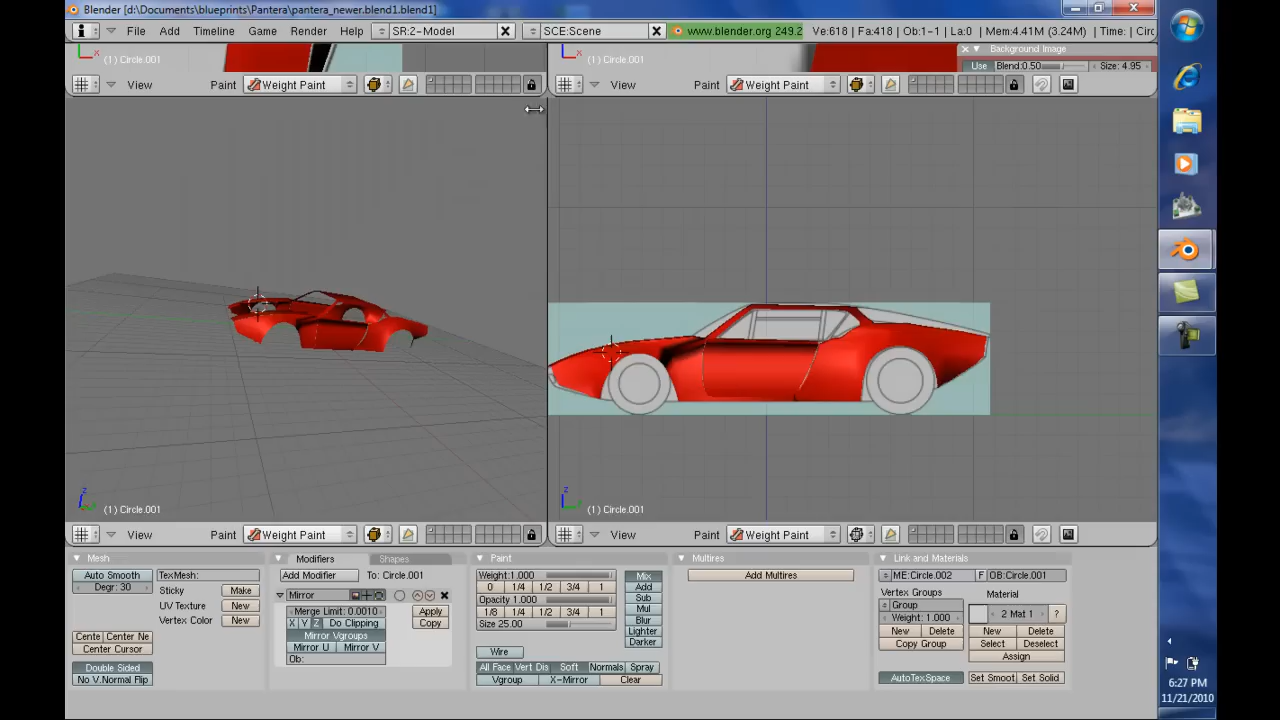 Blender [d:\Documents\blueprints\Pantera\pantera_newer.blend1.blend1]
File Add Timeline Game Render Help SR:2-Model SCE:Scene www.blender.org 249.2 Ve:618 | Fa:418 | Ob:1-1 | La:0 | Mem:4.41M (3.24M) | Time: | Circ
x (1) Circle.001
x (1) Circle.001
Background Image
Use Blend:0.50 Size: 4.95
View Paint Weight Paint
View Paint Weight Paint
z
(1) Circle.001
z
(1) Circle.001
View Paint Weight Paint
View Paint Weight Paint
Mesh
Auto Smooth
Degr: 30
TexMesh:
Sticky Make
UV Texture New
Vertex Color New
Cente Center Ne
Center Cursor
Double Sided
No V.Normal Flip
Modifiers Shapes
Add Modifier To: Circle.001
Mirror
Merge Limit: 0.0010
X Y Z Do Clipping
Mirror Vgroups
Mirror U Mirror V
Ob:
Apply
Copy
Paint
Weight:1.000
0 1/4 1/2 3/4 1
Opacity 1.000
1/8 1/4 1/2 3/4 1
Size 25.00
Wire
All Face Vert Dis Soft Normals Spray
Vgroup X-Mirror Clear
Mix
Add
Sub
Mul
Blur
Lighter
Darker
Multires
Add Multires
Link and Materials
ME:Circle.002 F OB:Circle.001
Vertex Groups
Group
Weight: 1.000
New Delete
Copy Group
AutoTexSpace
Material
2 Mat 1 ?
New Delete
Select Deselect
Assign
Set Smoot Set Solid
6:27 PM
11/21/2010